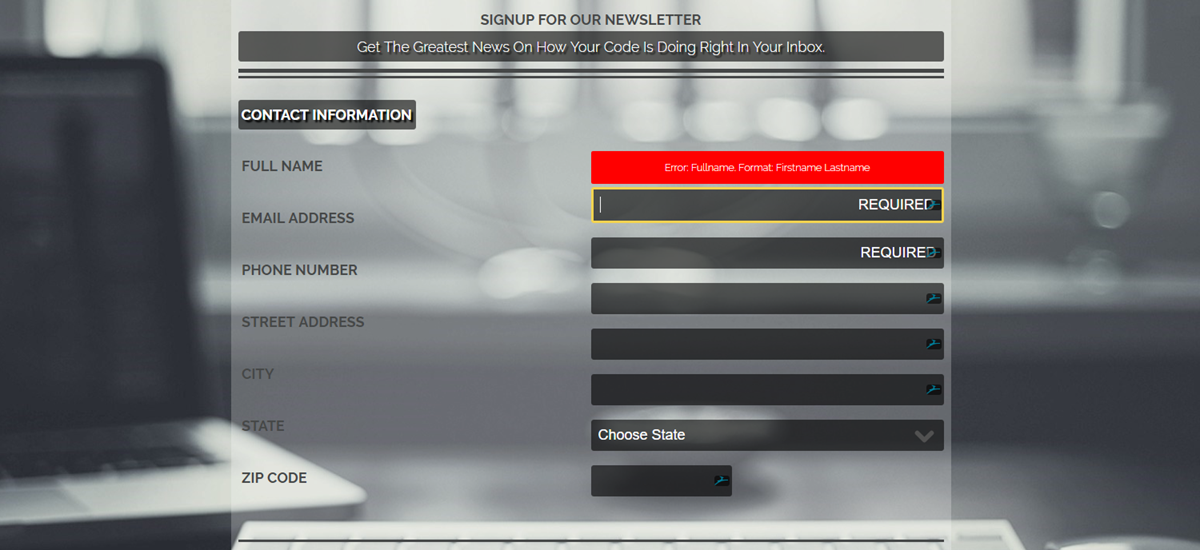 SIGNUP FOR OUR NEWSLETTER
Get The Greatest News On How Your Code Is Doing Right In Your Inbox.
CONTACT INFORMATION
FULL NAME
Error: Fullname. Format: Firstname Lastname
REQUIRED
EMAIL ADDRESS
REQUIRED
PHONE NUMBER
STREET ADDRESS
CITY
STATE
Choose State
ZIP CODE